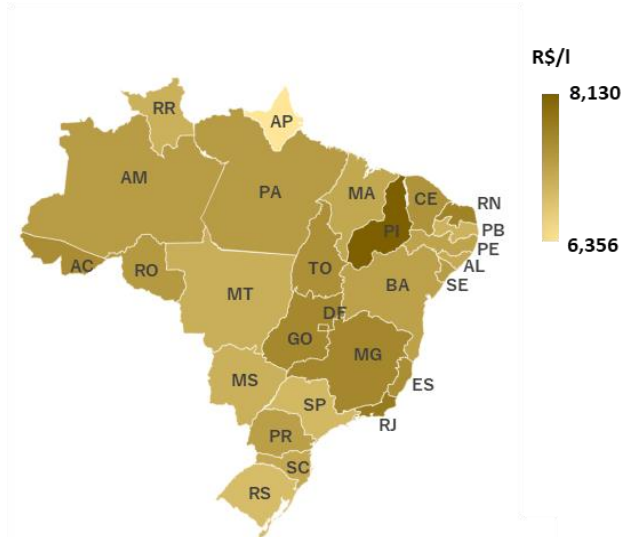 R$/l
8,130
6,356
RR
AP
AM
PA
MA
CE
RN
PB
PE
AL
SE
PI
AC
RO
TO
BA
MT
DF
GO
MG
ES
MS
SP
RJ
PR
SC
RS